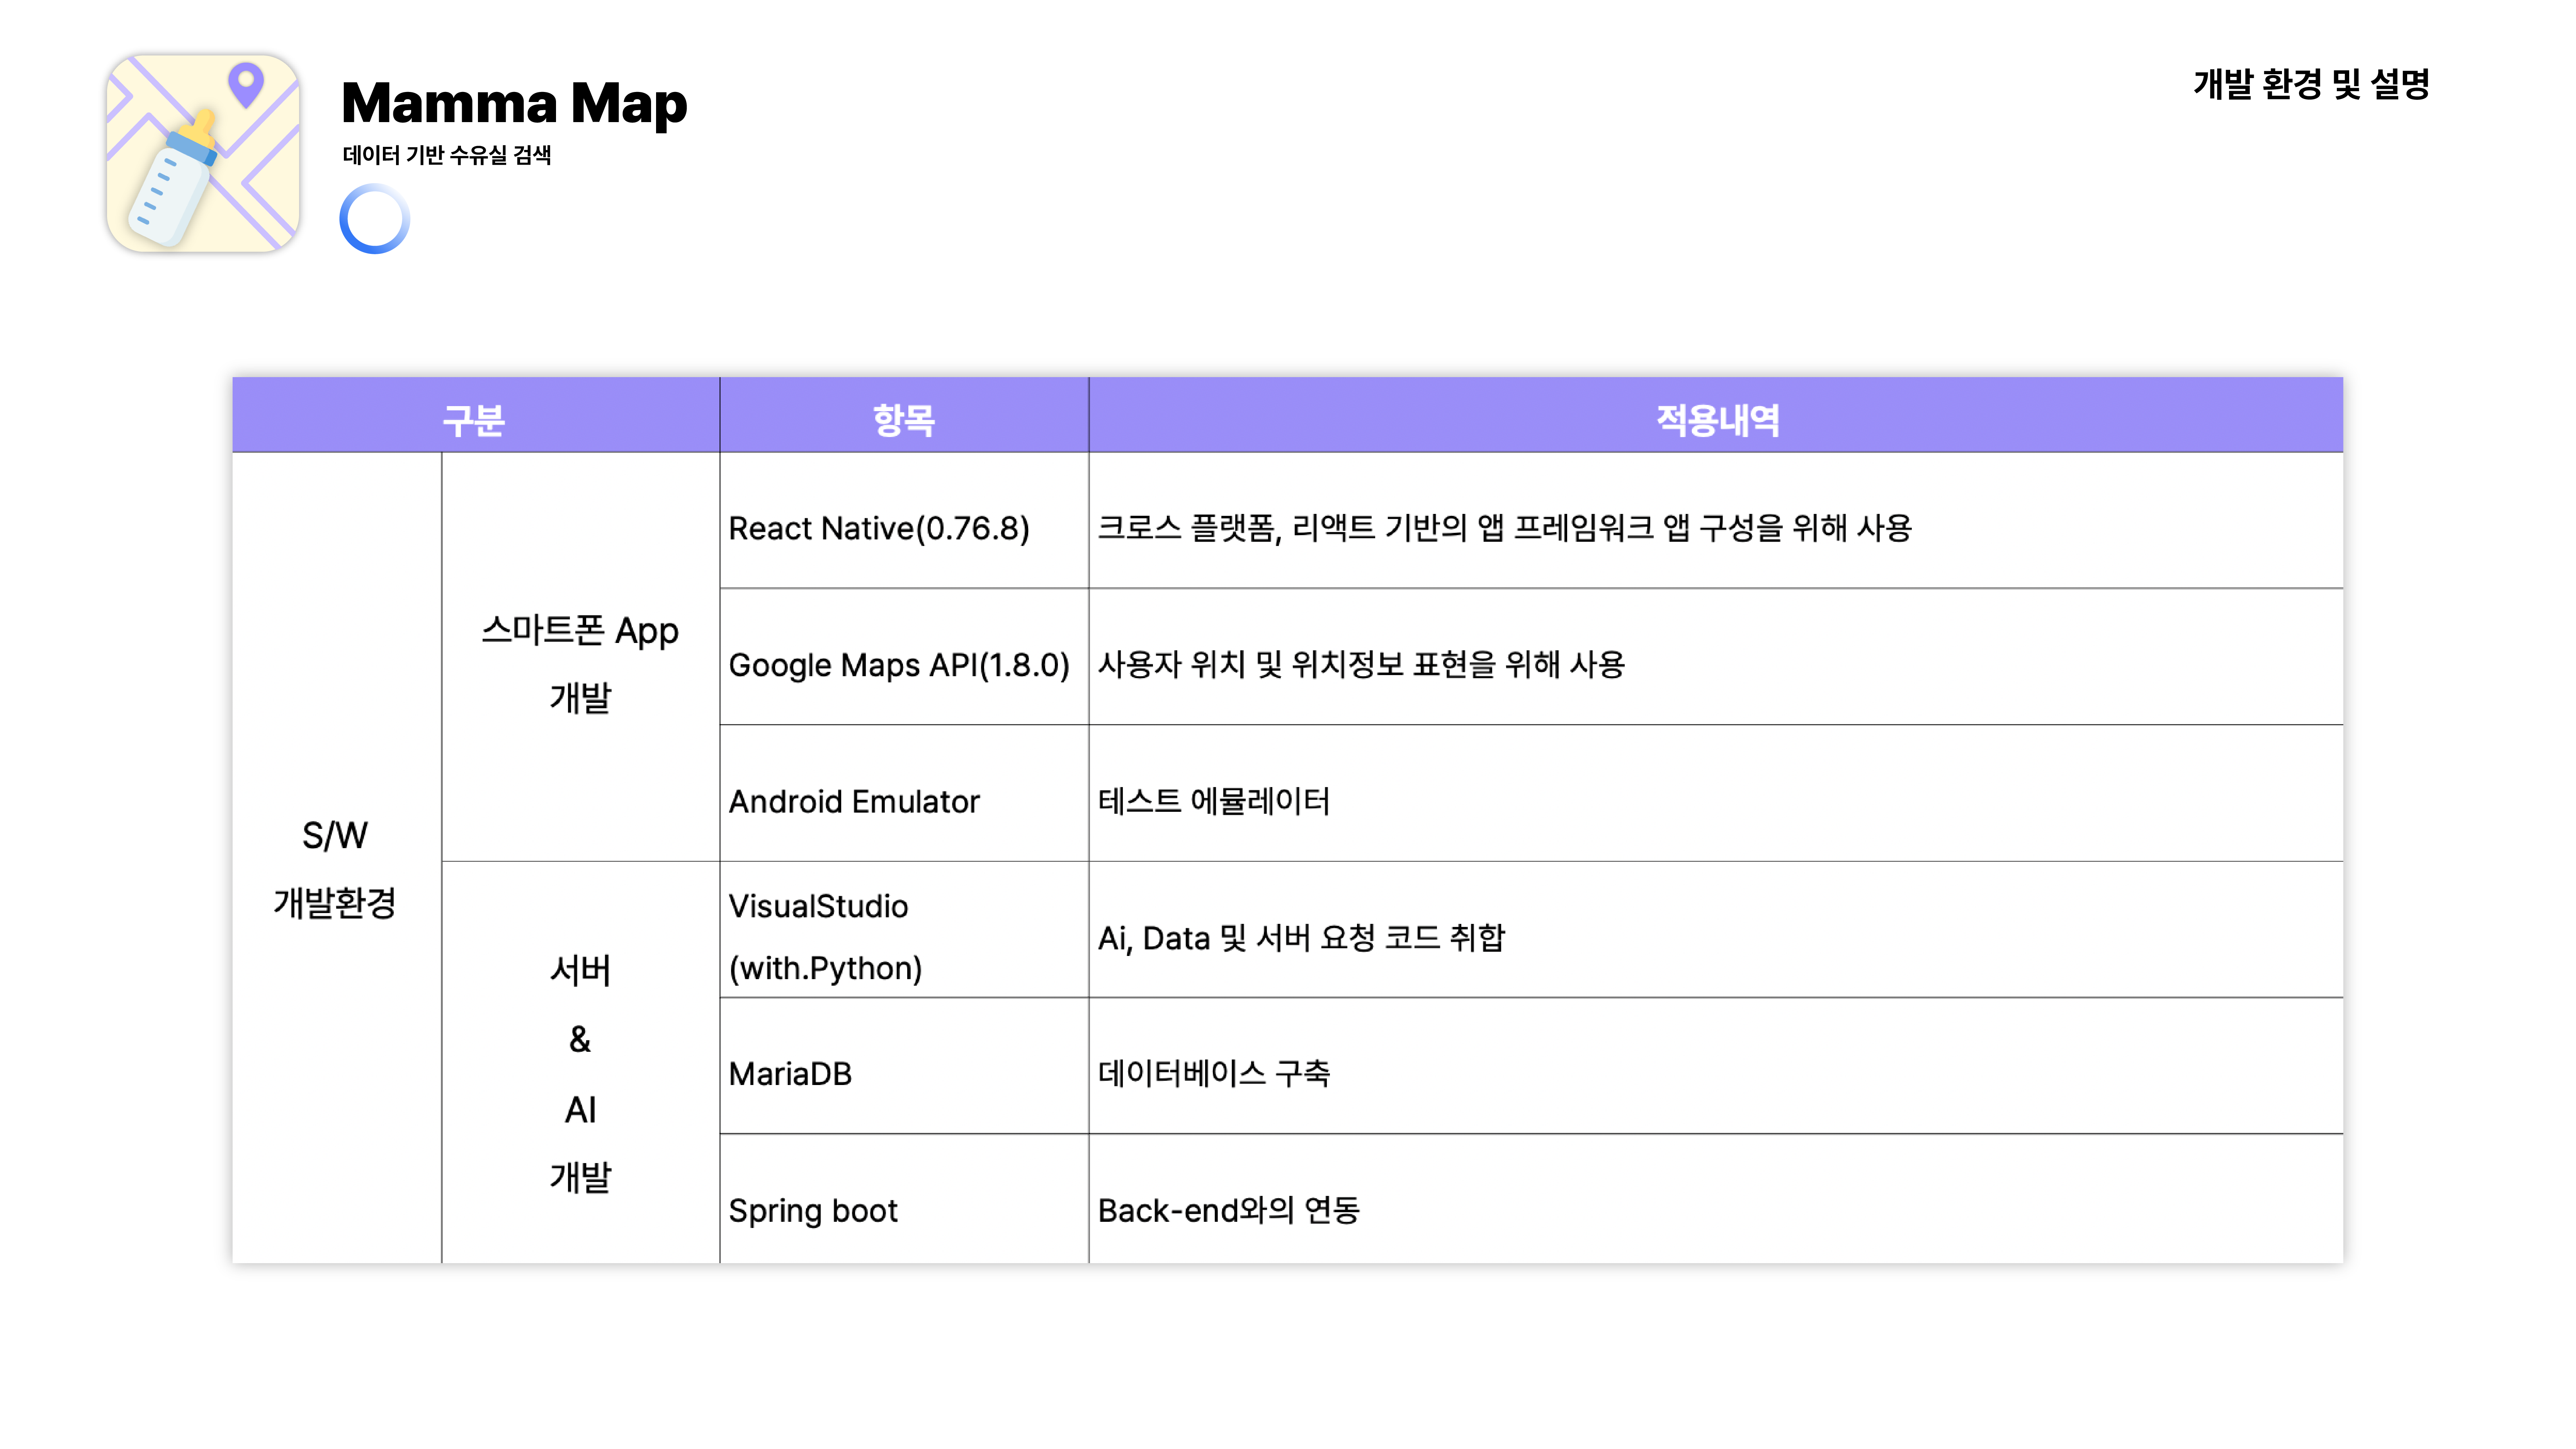 Mamma Map
데이터 기반 수유실 검색
개발 환경 및 설명
구분 항목 적용내역
S/W
개발환경
스마트폰 App
개발
React Native(0.76.8) 크로스 플랫폼, 리액트 기반의 앱 프레임워크 앱 구성을 위해 사용
Google Maps API(1.8.0) 사용자 위치 및 위치정보 표현을 위해 사용
Android Emulator 테스트 에뮬레이터
서버
&
AI
개발
VisualStudio
(with.Python)
Ai, Data 및 서버 요청 코드 취합
MariaDB 데이터베이스 구축
Spring boot Back-end와의 연동